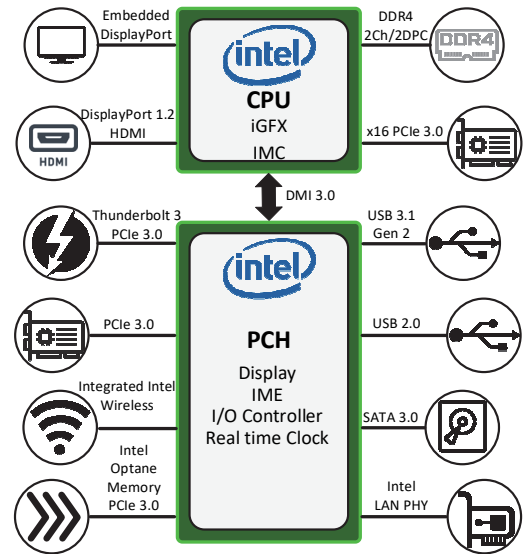 Embedded
DisplayPort
DDR4
2Ch/2DPC
DDR4
intel
CPU
iGFX
IMC
DisplayPort 1.2
HDMI
HDMI
x16 PCIe 3.0
DMI 3.0
Thunderbolt 3
PCIe 3.0
USB 3.1
Gen 2
intel
PCH
Display
IME
I/O Controller
Real time Clock
PCIe 3.0
USB 2.0
Integrated Intel
Wireless
SATA 3.0
Intel
Optane
Memory
PCIe 3.0
Intel
LAN PHY